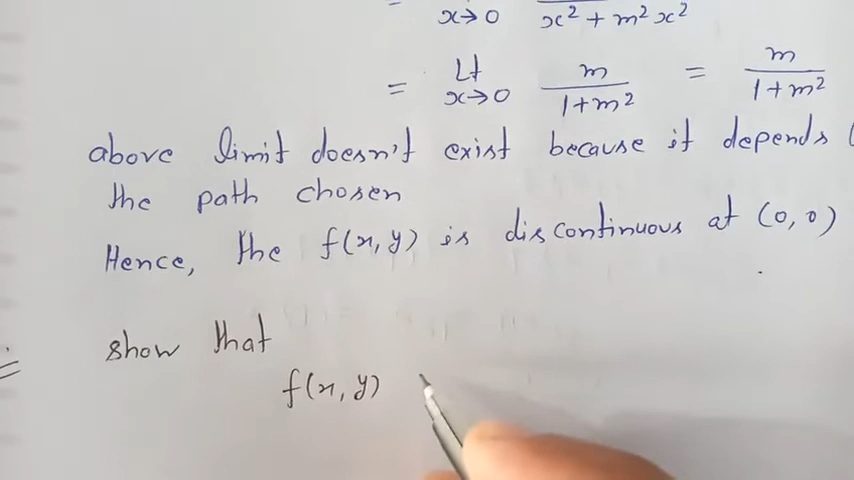 = x→0 x² + m²x²
= Lt x→0 m/(1+m²) = m/(1+m²)
above limit doesn't exist because it depends
the path chosen
Hence, the f(x, y) is discontinuous at (0, 0)
show that
f(x, y)